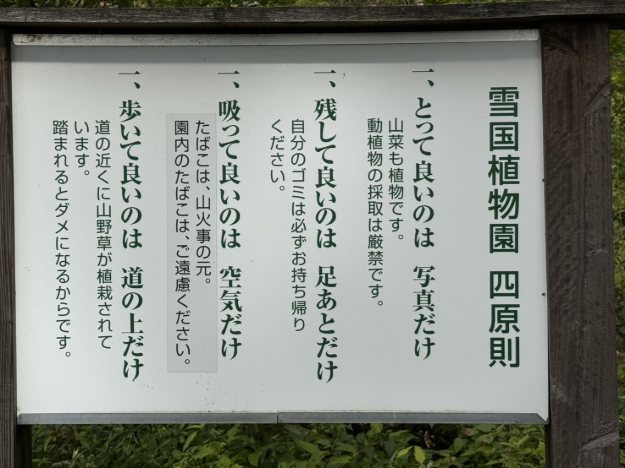 雪国植物園 四原則
一、とって良いのは 写真だけ
山菜も植物です。
動植物の採取は厳禁です。
一、残して良いのは 足あとだけ
自分のゴミは必ずお持ち帰り
ください。
一、吸って良いのは 空気だけ
たばこは、山火事の元。
園内のたばこは、ご遠慮ください。
一、歩いて良いのは 道の上だけ
道の近くに山野草が植栽されて
います。
踏まれるとダメになるからです。